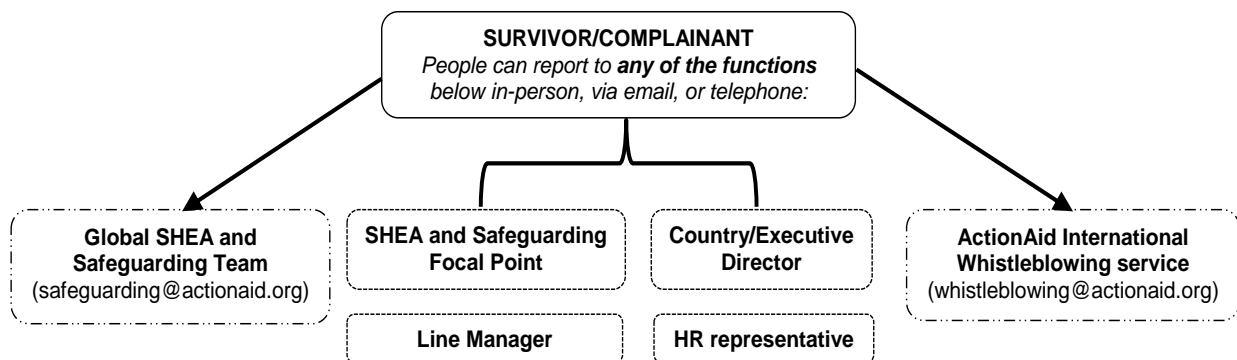 SURVIVOR/COMPLAINANT
People can report to any of the functions
below in-person, via email, or telephone:
Global SHEA and
Safeguarding Team
(safeguarding@actionaid.org)
SHEA and Safeguarding
Focal Point
Country/Executive
Director
ActionAid International
Whistleblowing service
(whistleblowing@actionaid.org)
Line Manager
HR representative